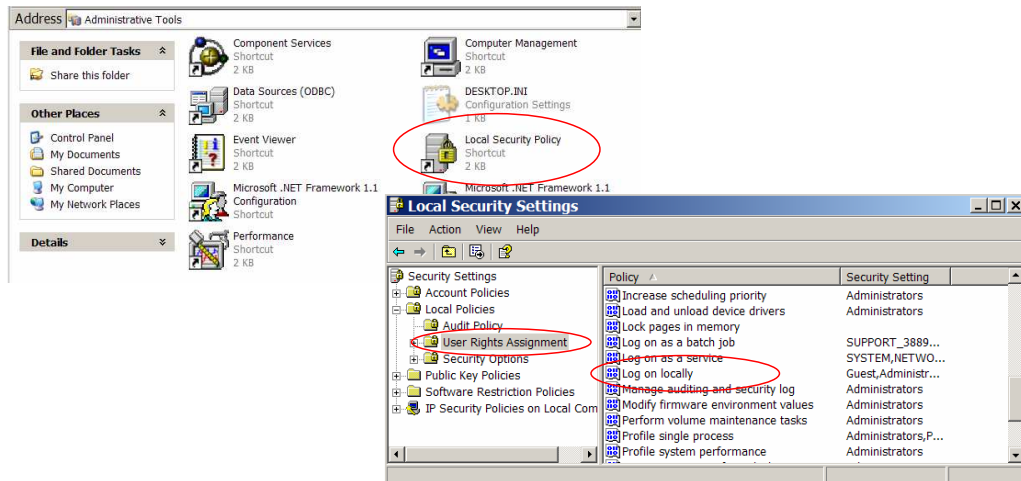 Address Administrative Tools
File and Folder Tasks
Share this folder
Other Places
Control Panel
My Documents
Shared Documents
My Computer
My Network Places
Details
Component Services
Shortcut
2 KB
Computer Management
Shortcut
2 KB
Data Sources (ODBC)
Shortcut
2 KB
DESKTOP.INI
Configuration Settings
1 KB
Event Viewer
Shortcut
2 KB
Local Security Policy
Shortcut
2 KB
Microsoft .NET Framework 1.1
Configuration
Shortcut
Microsoft .NET Framework 1.1
Performance
Shortcut
2 KB
Local Security Settings
File Action View Help
Security Settings
Account Policies
Local Policies
Audit Policy
User Rights Assignment
Security Options
Public Key Policies
Software Restriction Policies
IP Security Policies on Local Com
Policy Security Setting
Increase scheduling priority Administrators
Load and unload device drivers Administrators
Lock pages in memory
Log on as a batch job SUPPORT_3889...
Log on as a service SYSTEM,NETWO...
Log on locally Guest,Administr...
Manage auditing and security log Administrators
Modify firmware environment values Administrators
Perform volume maintenance tasks Administrators
Profile single process Administrators,P...
Profile system performance Administrators